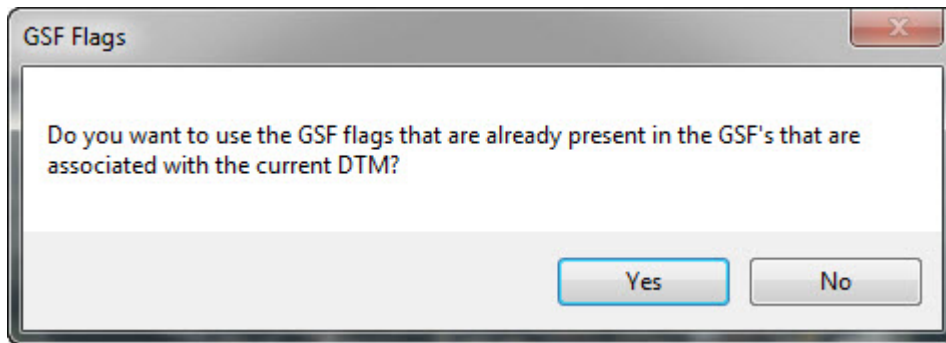 GSF Flags
Do you want to use the GSF flags that are already present in the GSF's that are
associated with the current DTM?
Yes
No